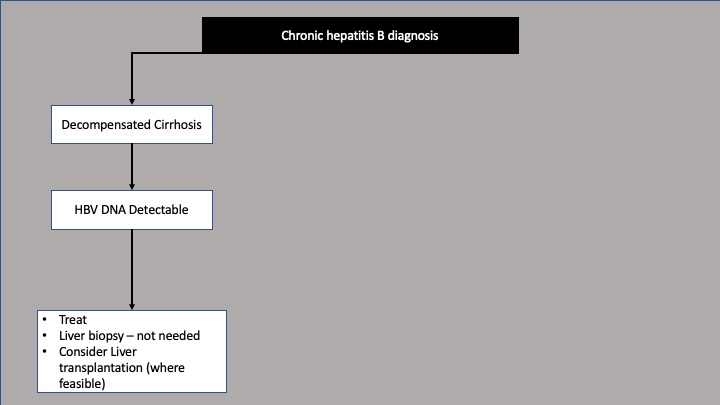 Chronic hepatitis B diagnosis
Decompensated Cirrhosis
HBV DNA Detectable
• Treat
• Liver biopsy – not needed
• Consider Liver
transplantation (where
feasible)